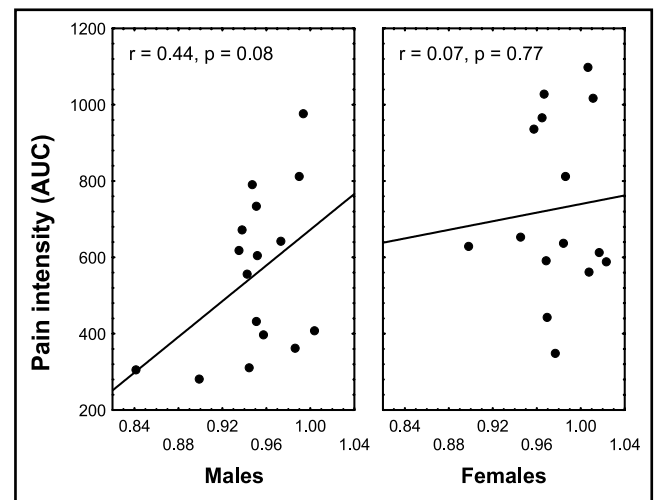 r = 0.44, p = 0.08
r = 0.07, p = 0.77
Pain intensity (AUC)
1200
1000
800
600
400
200
0.84 0.92 1.00 0.84 0.92 1.00
0.88 0.96 1.04 0.88 0.96 1.04
Males Females